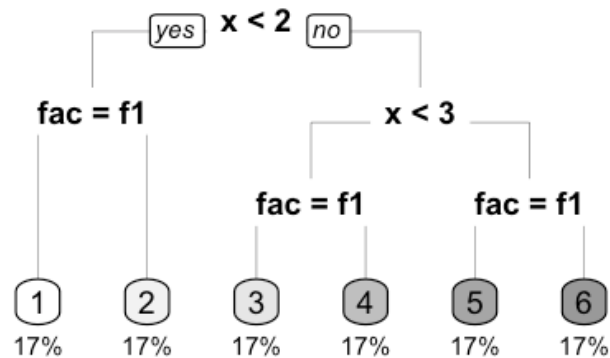 yes x < 2 no
fac = f1 x < 3
fac = f1 fac = f1
1 2 3 4 5 6
17% 17% 17% 17% 17% 17%